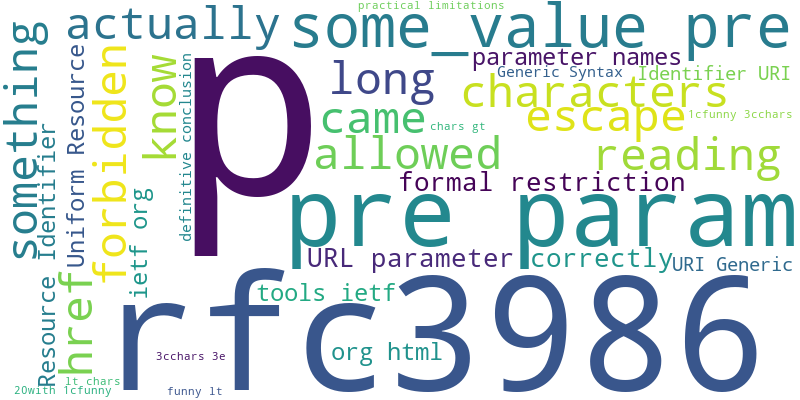 practical limitations
actually
some_value pre
p
parameter names
something
Uniform Resource
forbidden
know
definitive conclusion
long
Generic Syntax
Identifier URI
characters
came
chars gt
escape
1cfunny 3cchars
allowed
reading
formal restriction
Resource Identifier
ietf org
pre param
URL parameter
correctly
URI Generic
href
rfc3986
tools ietf
org html
3cchars 3e
lt chars
20with 1cfunny
funny lt